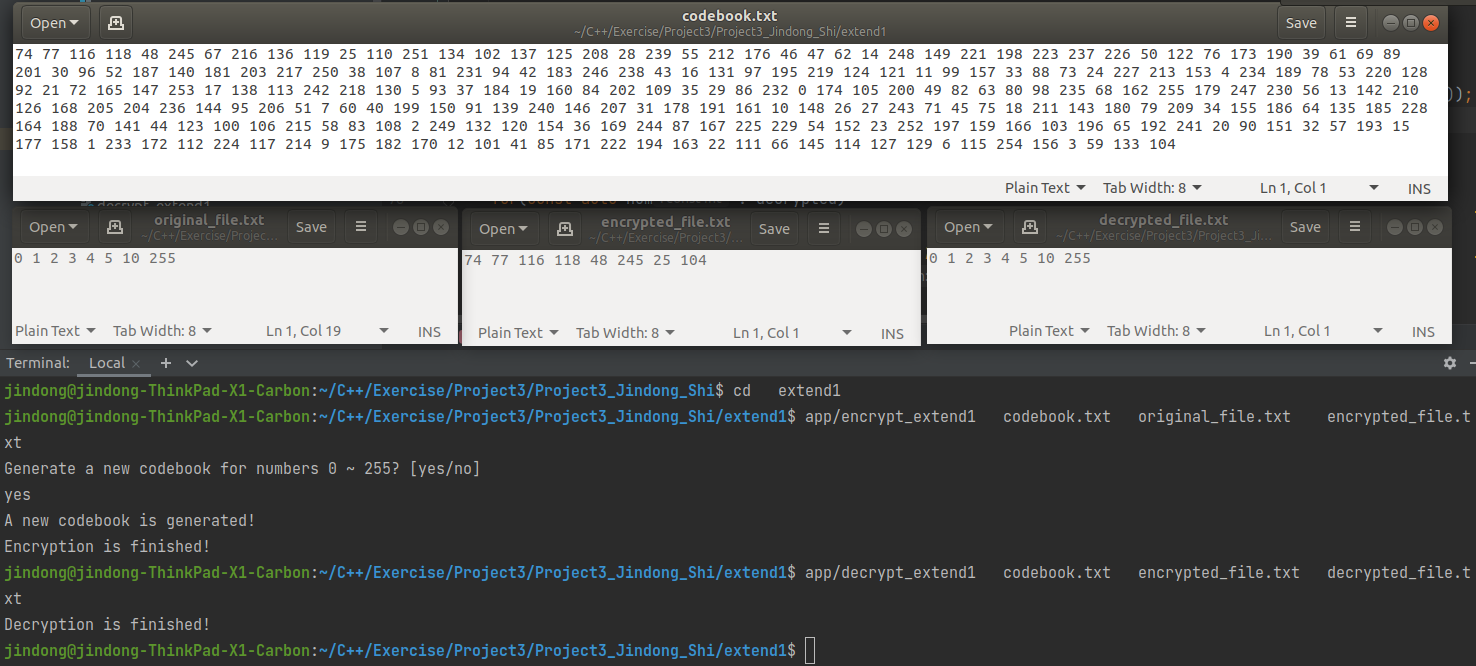 Open
codebook.txt
~/C++/Exercise/Project3/Project3_Jindong_Shi/extend1
Save
74 77 116 118 48 245 67 216 136 119 25 110 251 134 102 137 125 208 28 239 55 212 176 46 47 62 14 248 149 221 198 223 237 226 50 122 76 173 190 39 61 69 89
201 30 96 52 187 140 181 203 217 250 38 107 8 81 231 94 42 183 246 238 43 16 131 97 195 219 124 121 11 99 157 33 88 73 24 227 213 153 4 234 189 78 53 220 128
92 21 72 165 147 253 17 138 113 242 218 130 5 93 37 184 19 160 84 202 109 35 29 86 232 0 174 105 200 49 82 63 80 98 235 68 162 255 179 247 230 56 13 142 210
126 168 205 204 236 144 95 206 51 7 60 40 199 150 91 139 240 146 207 31 178 191 161 10 148 26 27 243 71 45 75 18 211 143 180 79 209 34 155 186 64 135 185 228
164 188 70 141 44 123 100 106 215 58 83 108 2 249 132 120 154 36 169 244 87 167 225 229 54 152 23 252 197 159 166 103 196 65 192 241 20 90 151 32 57 193 15
177 158 1 233 172 112 224 117 214 9 175 182 170 12 101 41 85 171 222 194 163 22 111 66 145 114 127 129 6 115 254 156 3 59 133 104
));
Plain Text Tab Width: 8 Ln 1, Col 1 INS
Open
original_file.txt
~/C++/Exercise/Projec...
Save
0 1 2 3 4 5 10 255
Plain Text Tab Width: 8 Ln 1, Col 19 INS
Open
encrypted_file.txt
~/C++/Exercise/Project3/...
Save
74 77 116 118 48 245 25 104
Plain Text Tab Width: 8 Ln 1, Col 1 INS
Open
decrypted_file.txt
~/C++/Exercise/Project3/Project3_Ji...
Save
0 1 2 3 4 5 10 255
Plain Text Tab Width: 8 Ln 1, Col 1 INS
Terminal: Local
jindong@jindong-ThinkPad-X1-Carbon:~/C++/Exercise/Project3/Project3_Jindong_Shi$ cd extend1
jindong@jindong-ThinkPad-X1-Carbon:~/C++/Exercise/Project3/Project3_Jindong_Shi/extend1$ app/encrypt_extend1 codebook.txt original_file.txt encrypted_file.t
xt
Generate a new codebook for numbers 0 ~ 255? [yes/no]
yes
A new codebook is generated!
Encryption is finished!
jindong@jindong-ThinkPad-X1-Carbon:~/C++/Exercise/Project3/Project3_Jindong_Shi/extend1$ app/decrypt_extend1 codebook.txt encrypted_file.txt decrypted_file.t
xt
Decryption is finished!
jindong@jindong-ThinkPad-X1-Carbon:~/C++/Exercise/Project3/Project3_Jindong_Shi/extend1$